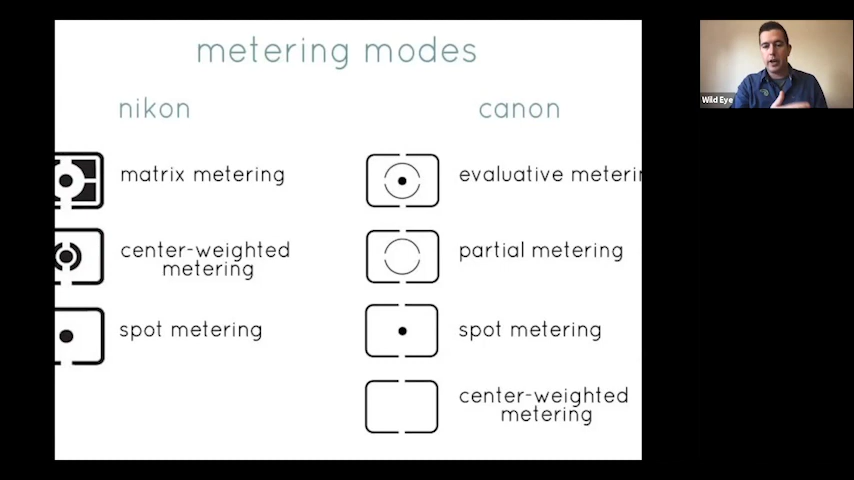 metering modes
nikon
canon
matrix metering
evaluative meterin
center-weighted
metering
partial metering
spot metering
spot metering
center-weighted
metering
Wild Eye